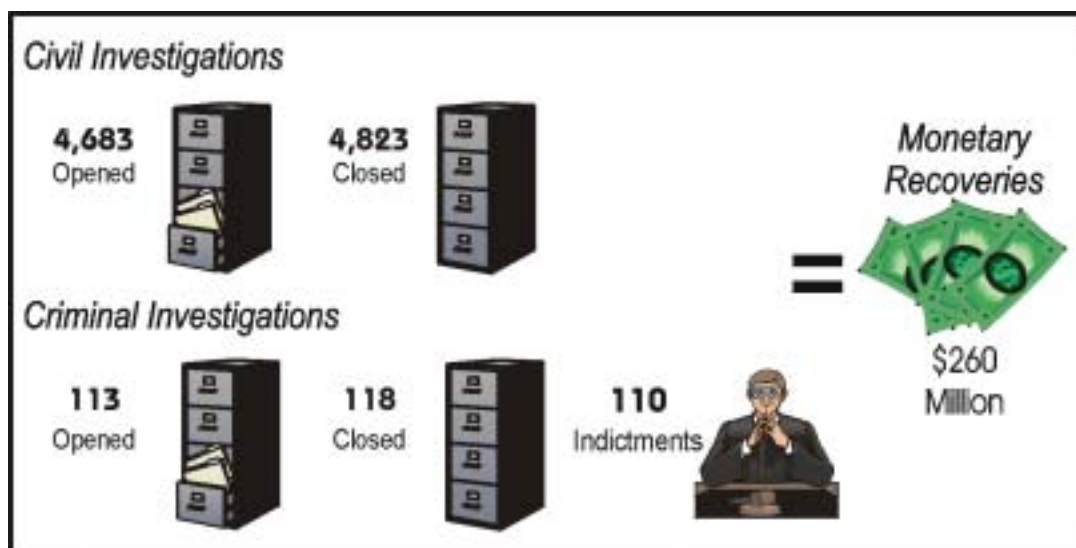 Civil Investigations
4,683
Opened
4,823
Closed
Monetary
Recoveries
=
Criminal Investigations
113
Opened
118
Closed
110
Indictments
$260
Million